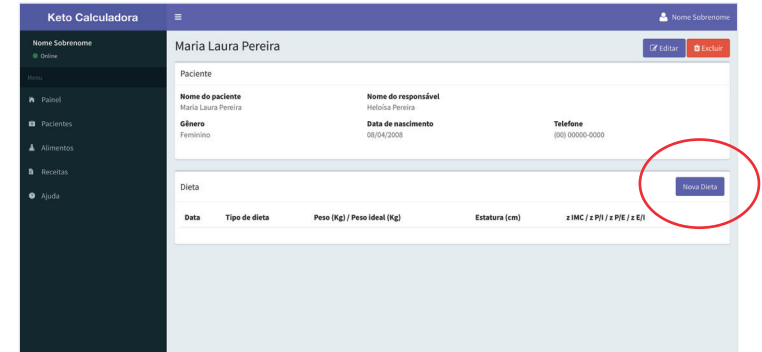 Keto Calculadora
Nome Sobrenome
Nome Sobrenome
Online
Menu
Painel
Pacientes
Alimentos
Receitas
Ajuda
Maria Laura Pereira
Editar
Excluir
Paciente
Nome do paciente
Nome do responsável
Maria Laura Pereira
Heloísa Pereira
Gênero
Data de nascimento
Telefone
Feminino
08/04/2008
(00) 00000-0000
Dieta
Nova Dieta
Data
Tipo de dieta
Peso (Kg) / Peso ideal (Kg)
Estatura (cm)
z IMC / z P/I / z P/E / z E/I